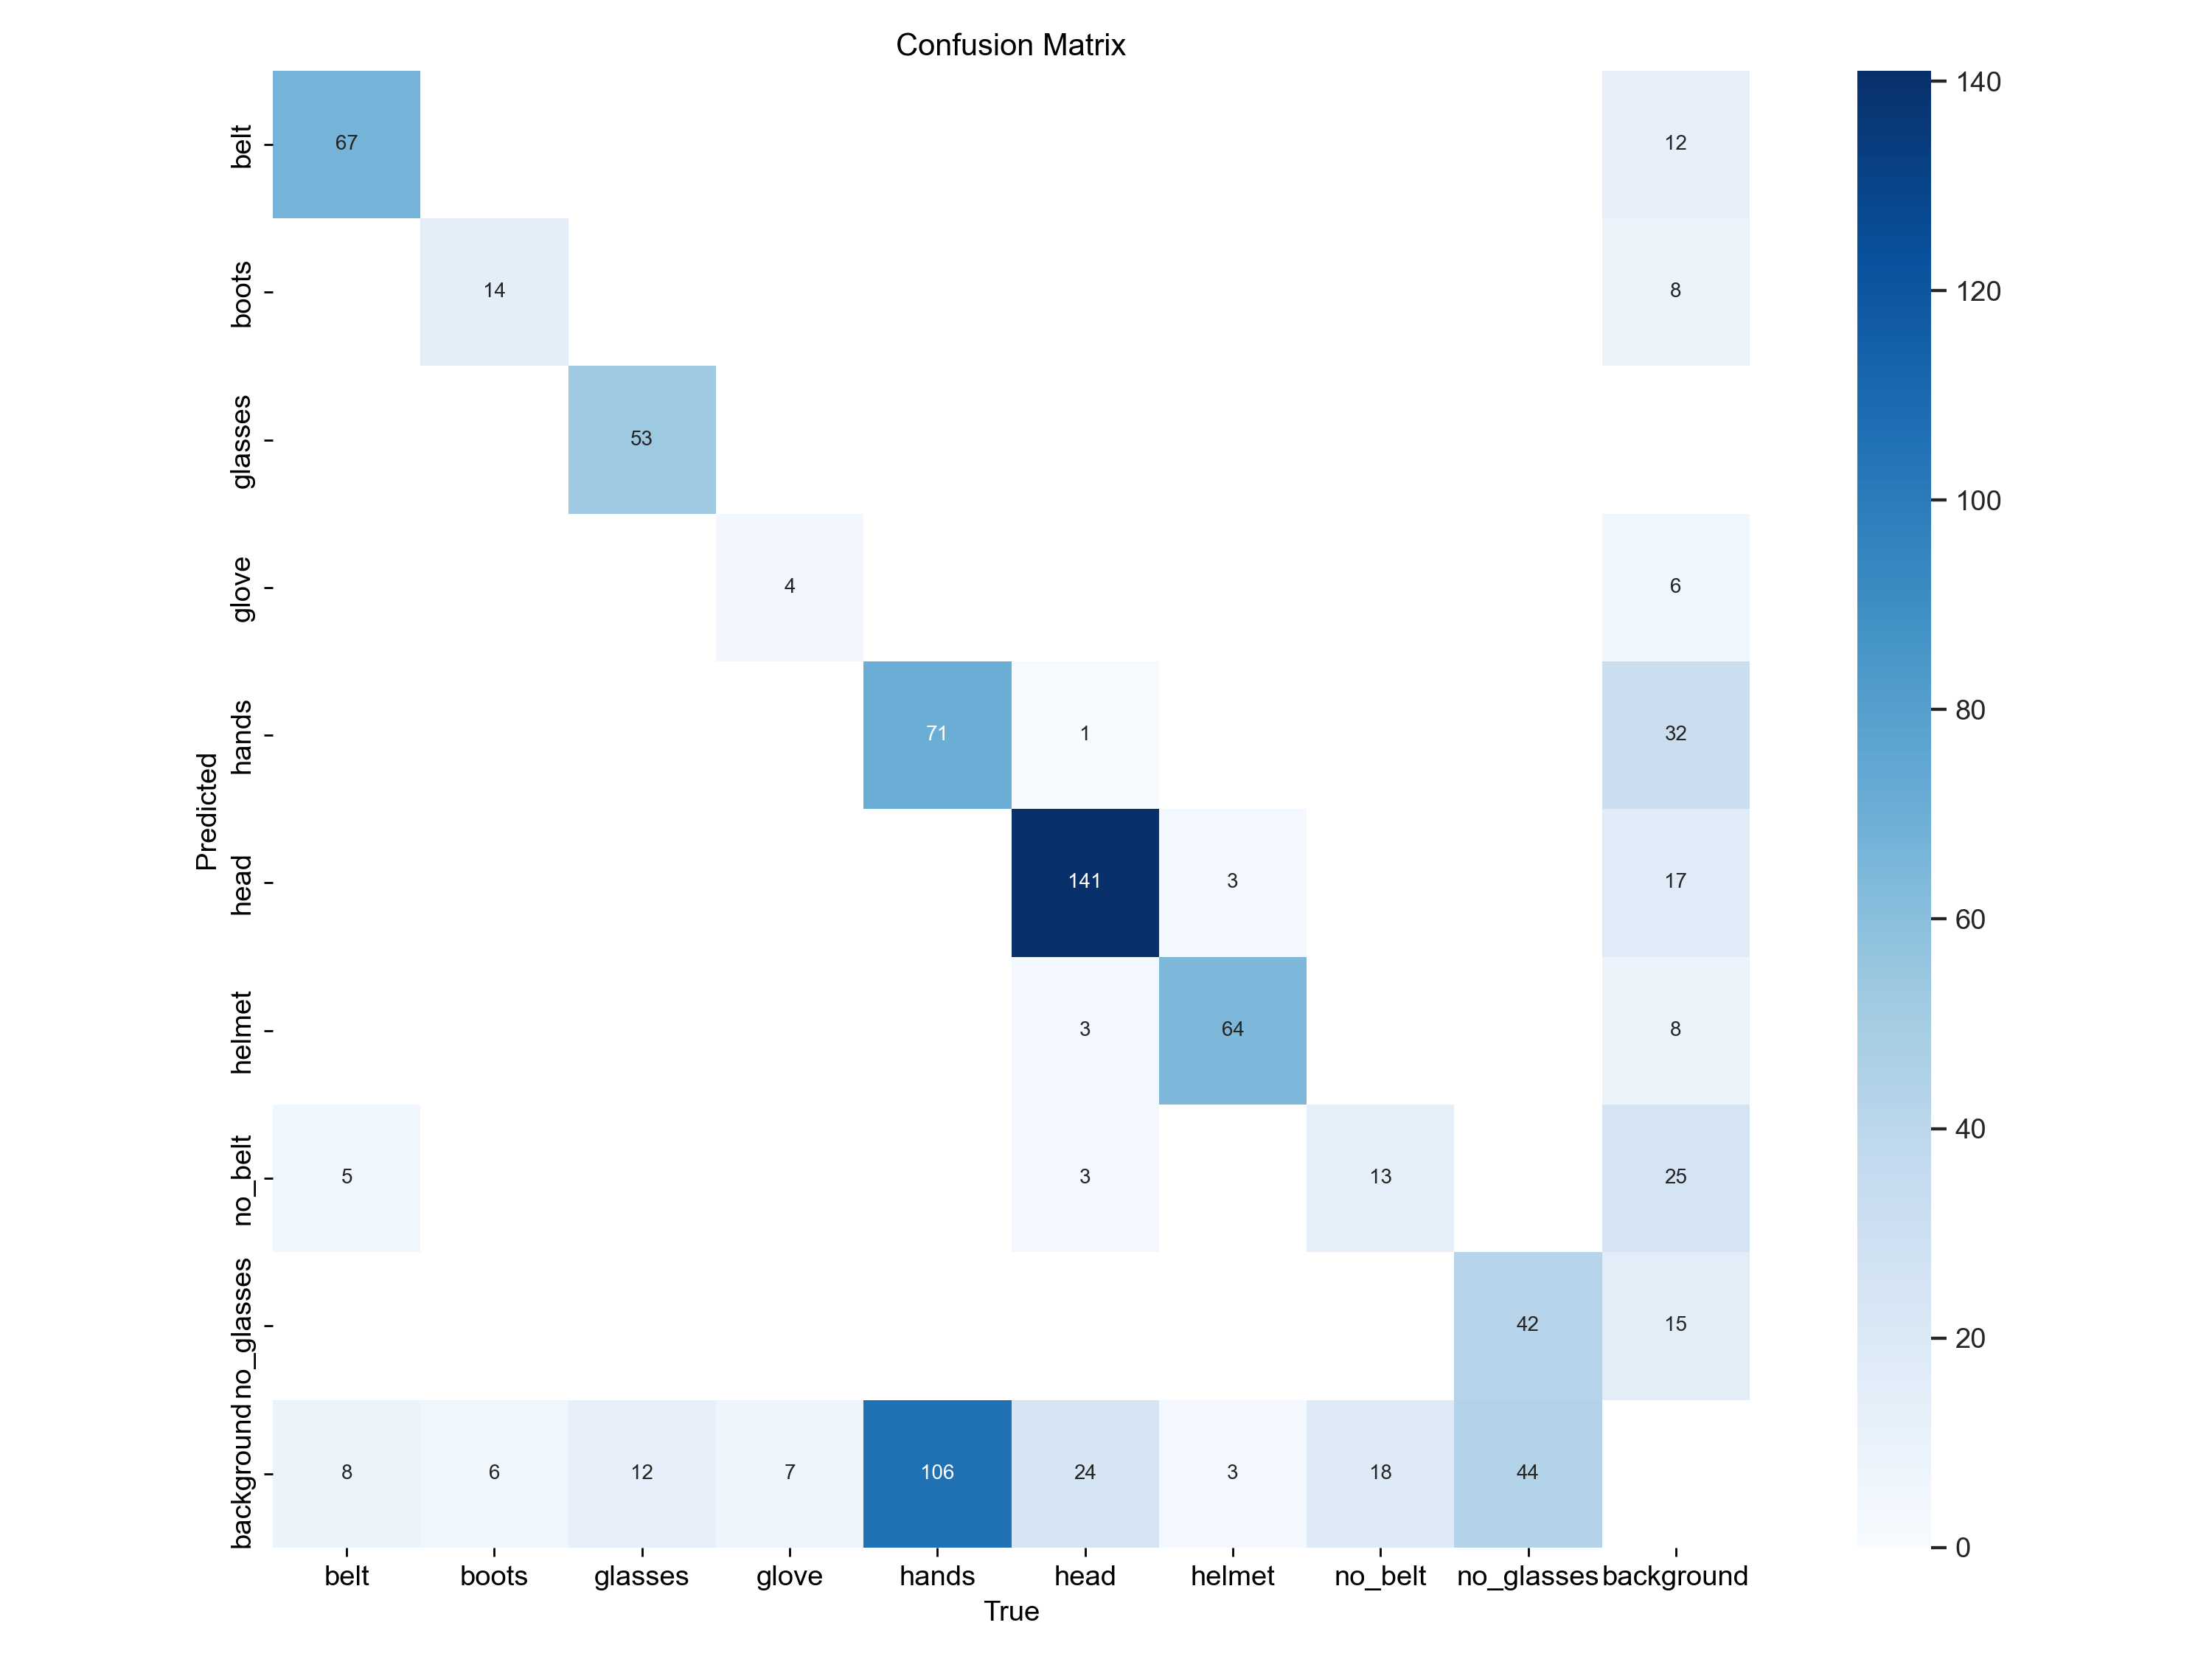 Confusion Matrix
belt 67 12
boots 14 8
glasses 53
glove 4 6
hands 71 1 32
head 141 3 17
helmet 3 64 8
no_belt 5 3 13 25
no_glasses 42 15
background 8 6 12 7 106 24 3 18 44
belt boots glasses glove hands head helmet no_belt no_glasses background
True
Predicted
140
120
100
80
60
40
20
0